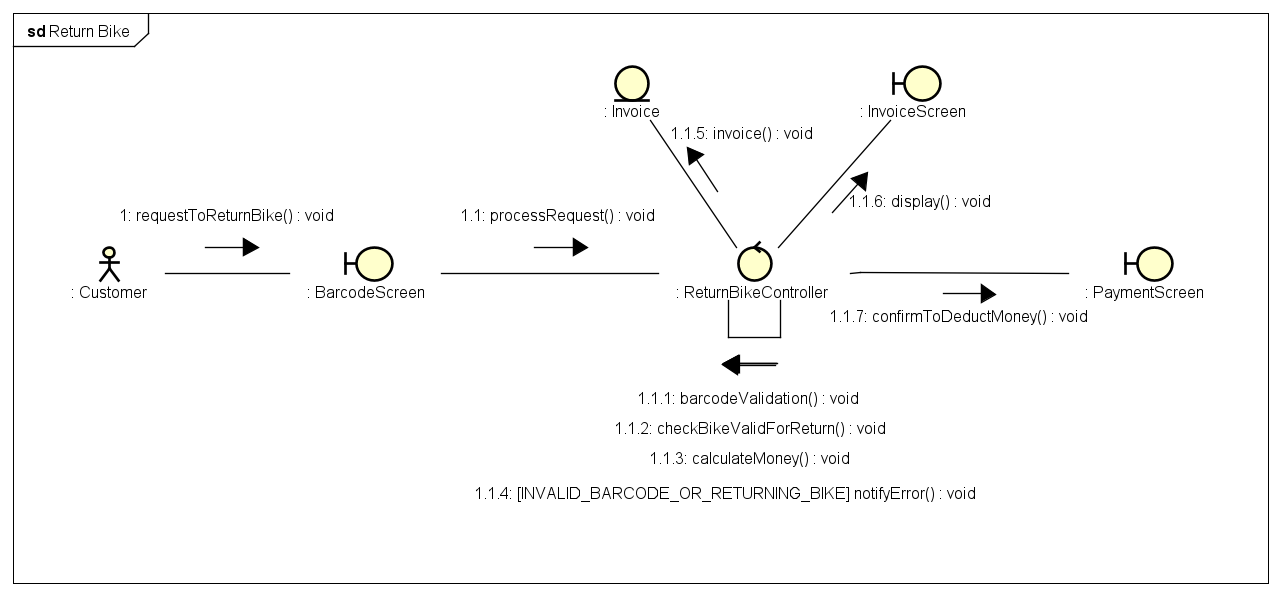 sd Return Bike
: Invoice
: InvoiceScreen
1.1.5: invoice() : void
1.1.6: display() : void
1: requestToReturnBike() : void
1.1: processRequest() : void
: Customer
: BarcodeScreen
: ReturnBikeController
: PaymentScreen
1.1.7: confirmToDeductMoney() : void
1.1.1: barcodeValidation() : void
1.1.2: checkBikeValidForReturn() : void
1.1.3: calculateMoney() : void
1.1.4: [INVALID_BARCODE_OR_RETURNING_BIKE] notifyError() : void